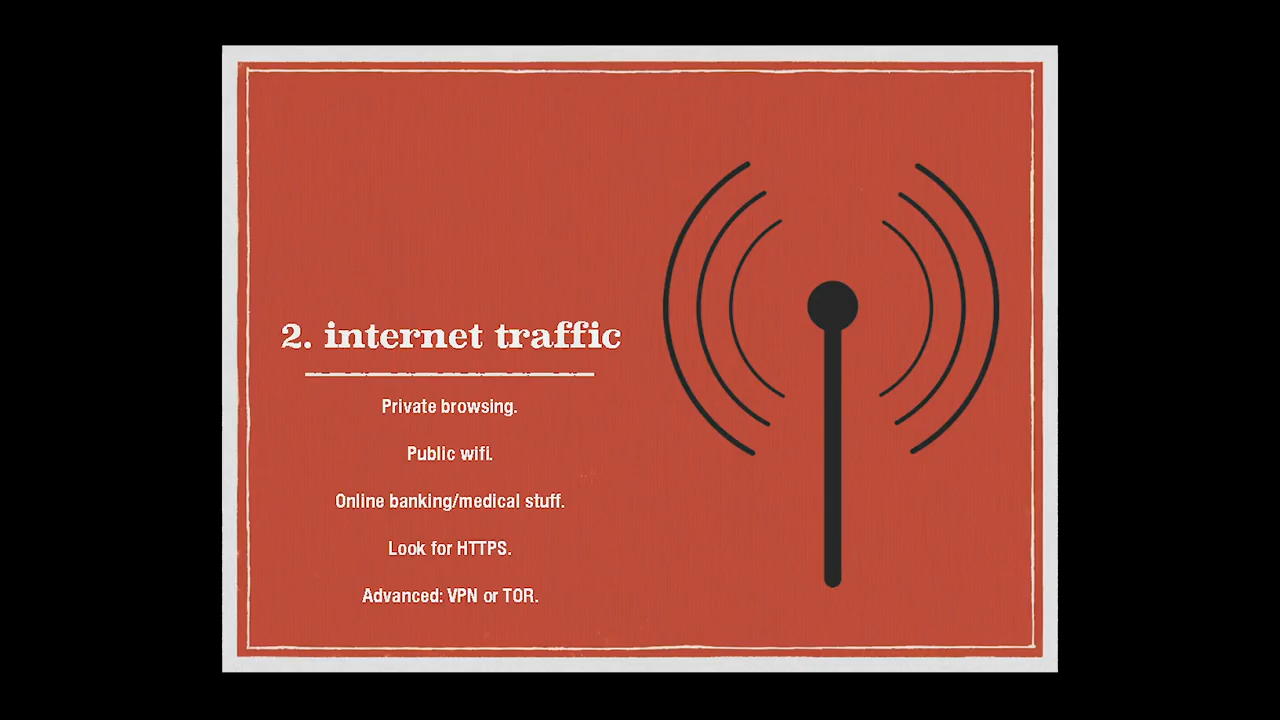 2. internet traffic
Private browsing.
Public wifi.
Online banking/medical stuff.
Look for HTTPS.
Advanced: VPN or TOR.